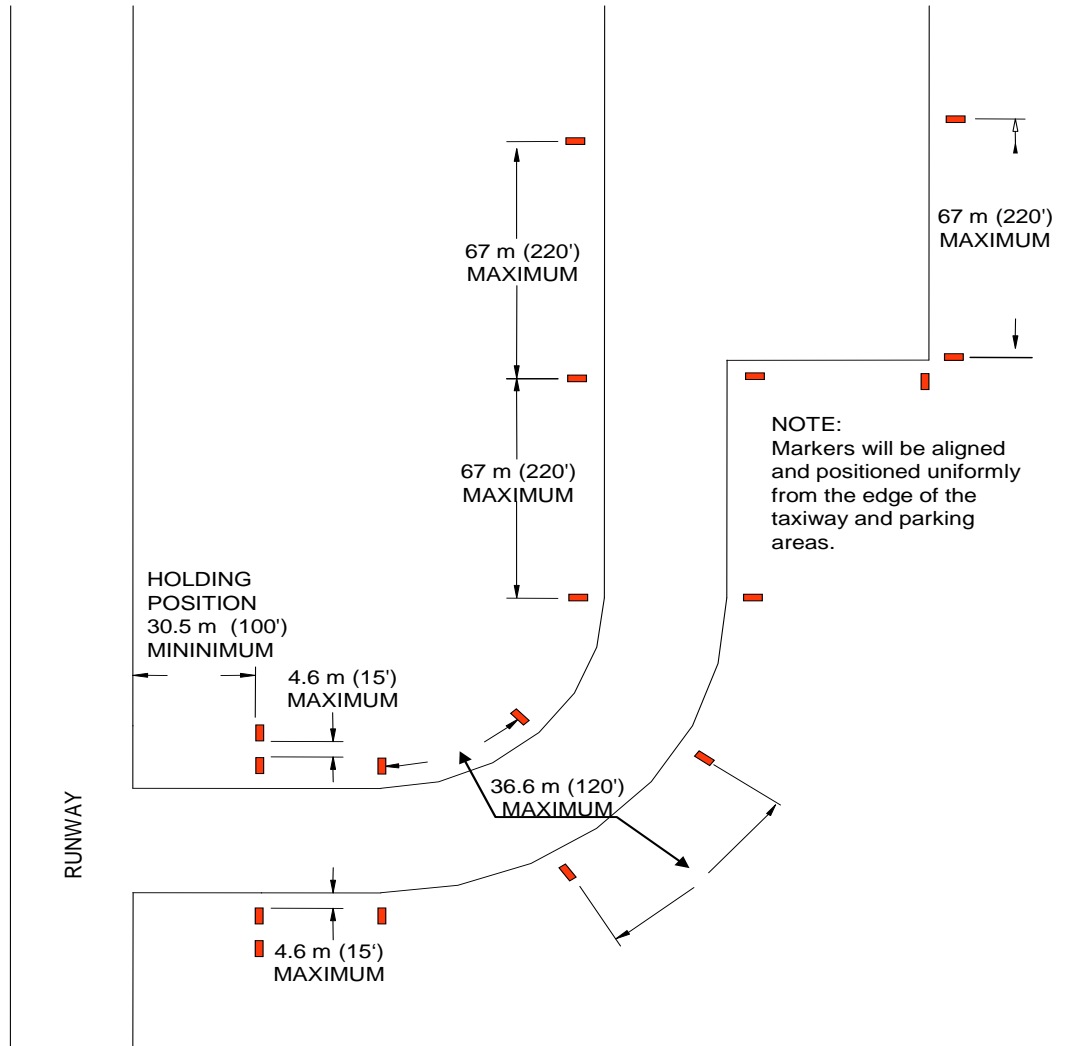 67 m (220')
MAXIMUM
67 m (220')
MAXIMUM
67 m (220')
MAXIMUM
NOTE:
Markers will be aligned
and positioned uniformly
from the edge of the
taxiway and parking
areas.
HOLDING
POSITION
30.5 m (100')
MININIMUM
4.6 m (15')
MAXIMUM
36.6 m (120')
MAXIMUM
RUNWAY
4.6 m (15‘)
MAXIMUM